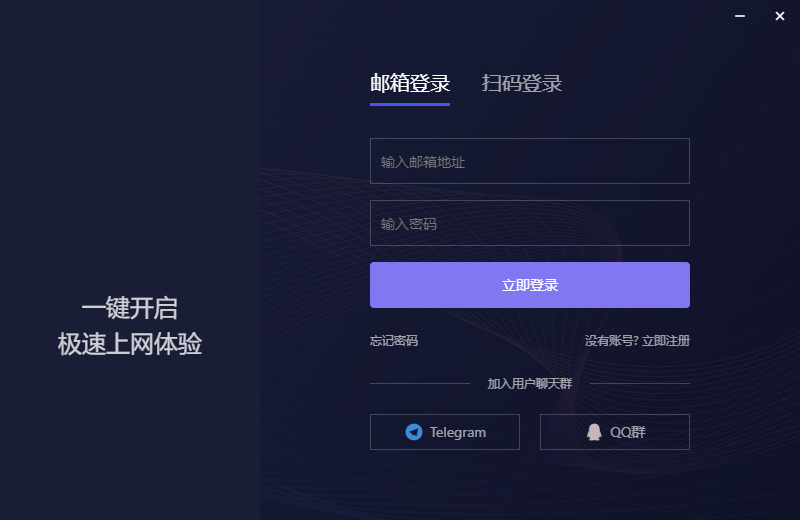 邮箱登录 扫码登录
输入邮箱地址
输入密码
立即登录
忘记密码 没有账号? 立即注册
一键开启
极速上网体验
加入用户聊天群
Telegram QQ群